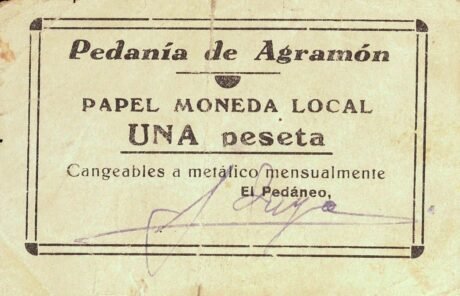 Pedanía de Agramón
PAPEL MONEDA LOCAL
UNA peseta
Cangeables a metálico mensualmente
El Pedáneo,